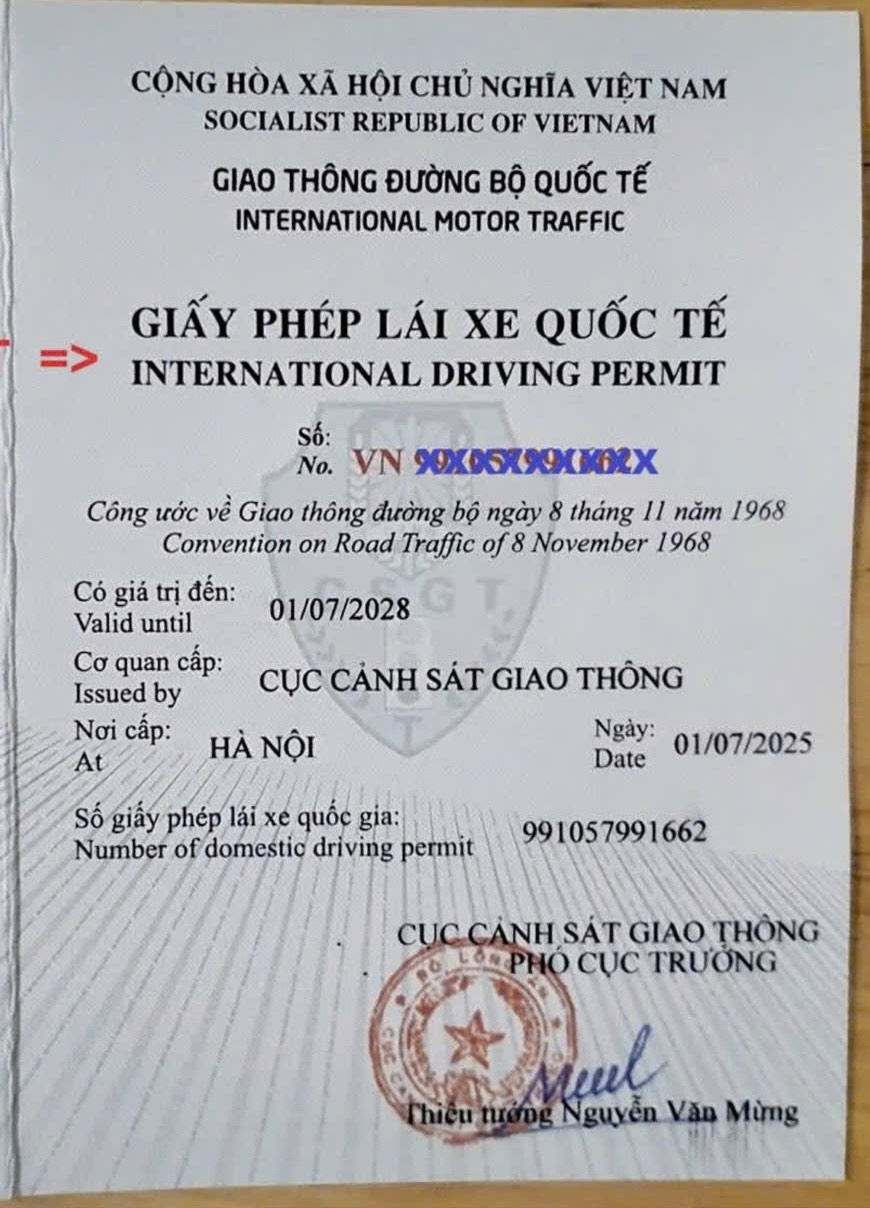 CỘNG HÒA XÃ HỘI CHỦ NGHĨA VIỆT NAM
SOCIALIST REPUBLIC OF VIETNAM
GIAO THÔNG ĐƯỜNG BỘ QUỐC TẾ
INTERNATIONAL MOTOR TRAFFIC
=>
GIẤY PHÉP LÁI XE QUỐC TẾ
INTERNATIONAL DRIVING PERMIT
Số:
No. VN XXXXXXXXXX
Công ước về Giao thông đường bộ ngày 8 tháng 11 năm 1968
Convention on Road Traffic of 8 November 1968
CSGT
T
Có giá trị đến:
Valid until 01/07/2028
Cơ quan cấp:
Issued by CỤC CẢNH SÁT GIAO THÔNG
Nơi cấp:
At HÀ NỘI
Ngày:
Date 01/07/2025
Số giấy phép lái xe quốc gia:
Number of domestic driving permit 991057991662
CỤC CẢNH SÁT GIAO THÔNG
PHÓ CỤC TRƯỞNG
Thiếu tướng Nguyễn Văn Mừng